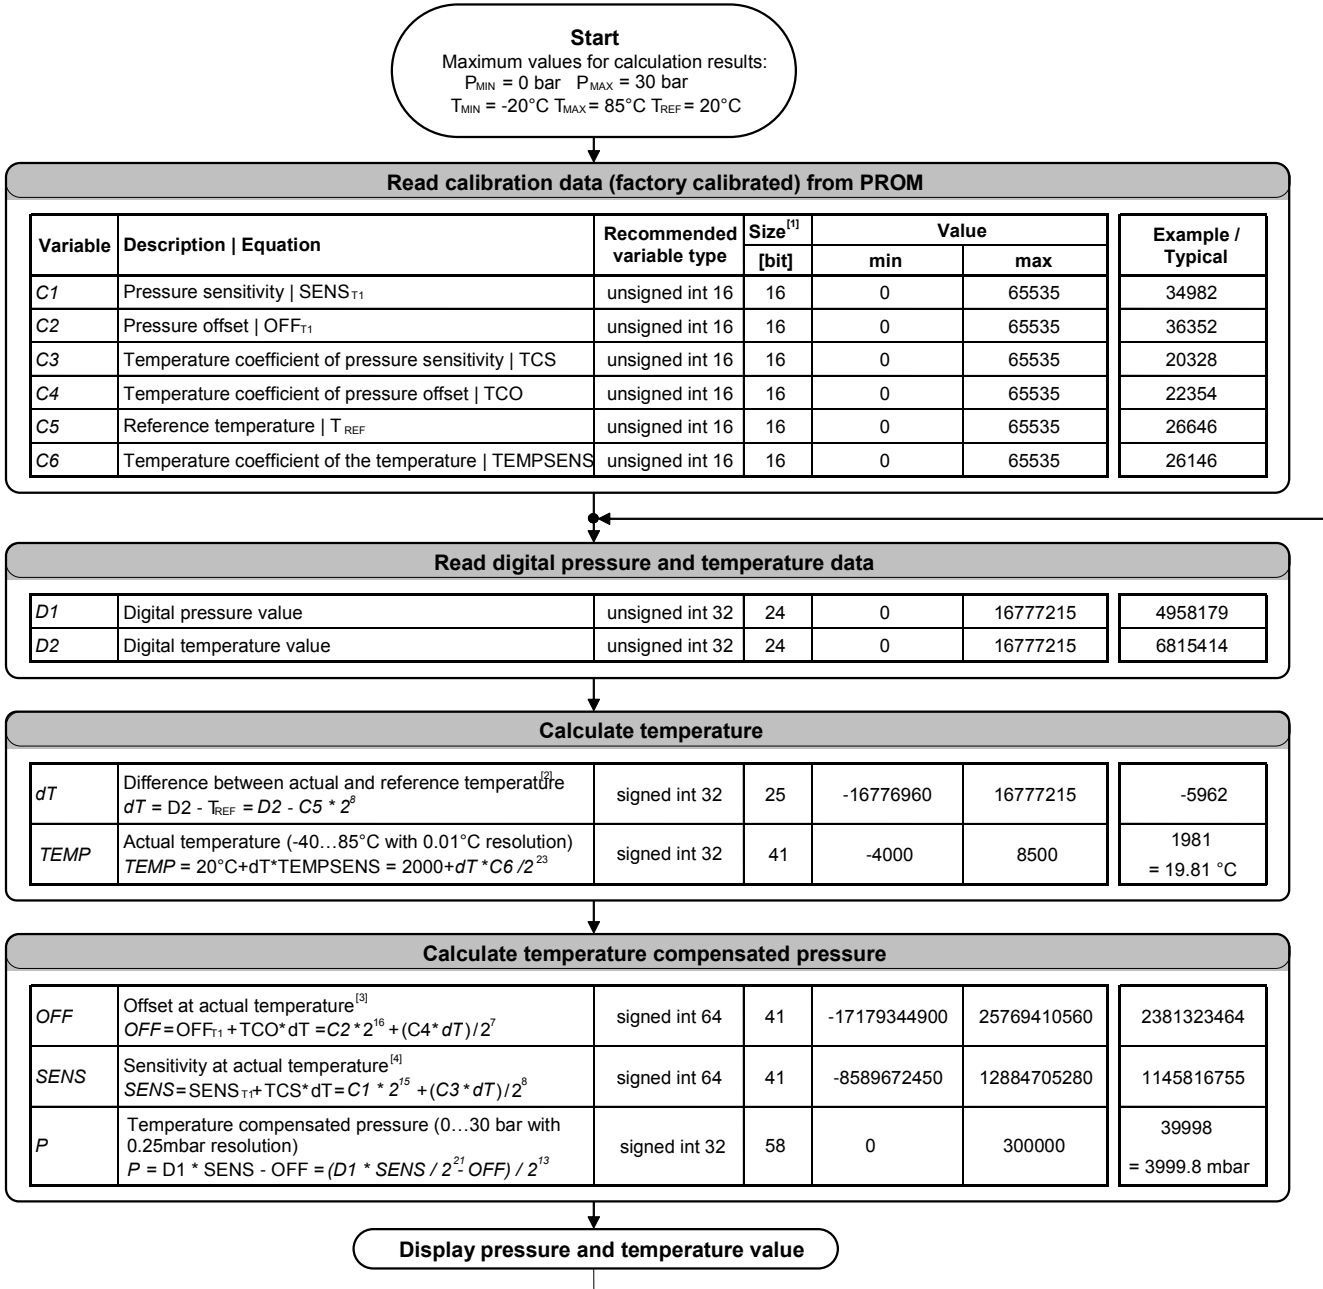 Start
Maximum values for calculation results:
PMIN = 0 bar PMAX = 30 bar
TMIN = -20°C TMAX = 85°C TREF = 20°C
Read calibration data (factory calibrated) from PROM
Variable Description | Equation Recommended variable type Size[1] [bit] Value min max Example / Typical
C1 Pressure sensitivity | SENST1 unsigned int 16 16 0 65535 34982
C2 Pressure offset | OFFT1 unsigned int 16 16 0 65535 36352
C3 Temperature coefficient of pressure sensitivity | TCS unsigned int 16 16 0 65535 20328
C4 Temperature coefficient of pressure offset | TCO unsigned int 16 16 0 65535 22354
C5 Reference temperature | TREF unsigned int 16 16 0 65535 26646
C6 Temperature coefficient of the temperature | TEMPSENS unsigned int 16 16 0 65535 26146
Read digital pressure and temperature data
D1 Digital pressure value unsigned int 32 24 0 16777215 4958179
D2 Digital temperature value unsigned int 32 24 0 16777215 6815414
Calculate temperature
Difference between actual and reference temperature[2]
dT signed int 32 25 -16776960 16777215 -5962
dT = D2 - TREF = D2 - C5 * 2^8
Actual temperature (-40…85°C with 0.01°C resolution) 1981
TEMP signed int 32 41 -4000 8500
TEMP = 20°C+dT*TEMPSENS = 2000+dT*C6/2^23 = 19.81 °C
Calculate temperature compensated pressure
Offset at actual temperature[3]
OFF signed int 64 41 -17179344900 25769410560 2381323464
OFF=OFFT1+TCO*dT=C2*2^16+(C4*dT)/2^7
Sensitivity at actual temperature[4]
SENS signed int 64 41 -8589672450 12884705280 1145816755
SENS=SENST1+TCS*dT=C1*2^15+(C3*dT)/2^8
Temperature compensated pressure (0…30 bar with 39998
0.25mbar resolution)
P signed int 32 58 0 300000
P = D1 * SENS - OFF = (D1 * SENS / 2^21 - OFF) / 2^13 = 3999.8 mbar
Display pressure and temperature value